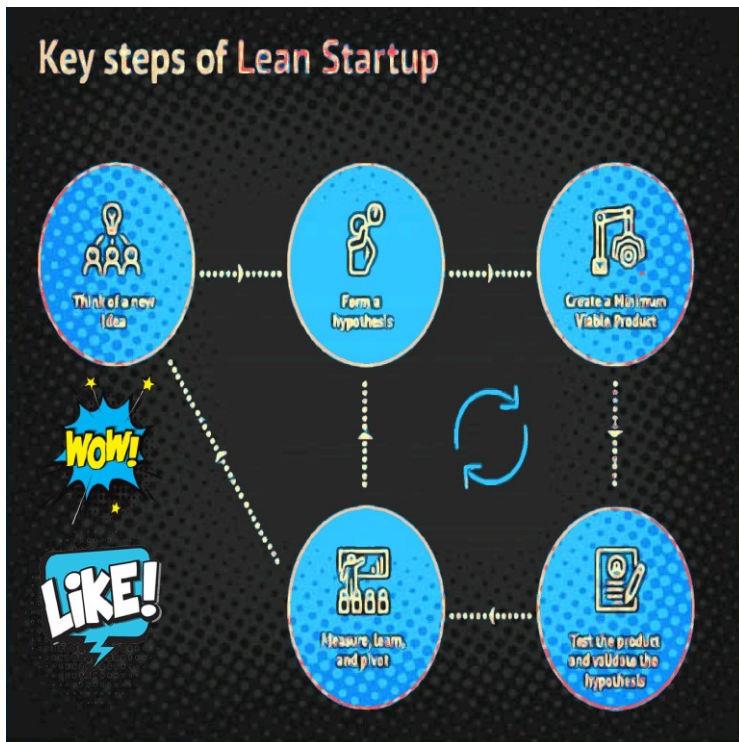 Key steps of Lean Startup
Think of a new
Idea
Form a
hypothesis
Create a Minimum
Viable Product
WOW!
LiKE!
Measure, learn,
and pivot
Test the product
and validate the
hypothesis